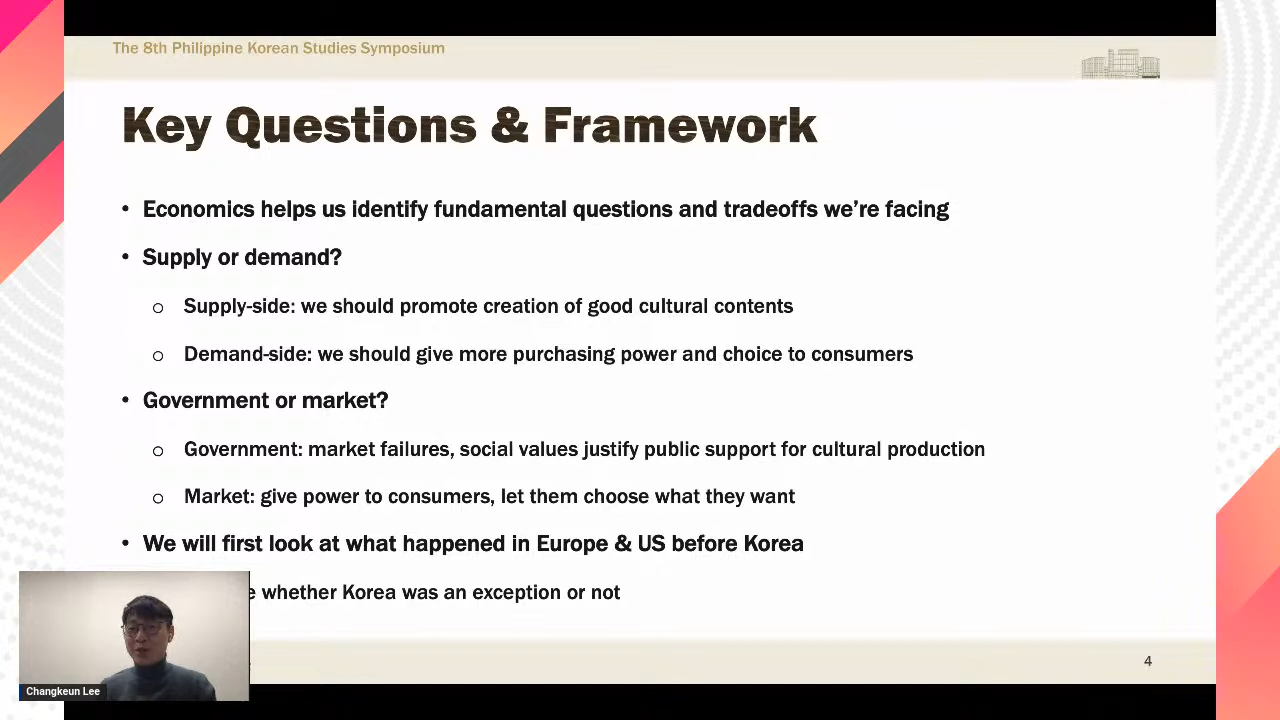 The 8th Philippine Korean Studies Symposium
Key Questions & Framework
• Economics helps us identify fundamental questions and tradeoffs we're facing
• Supply or demand?
o Supply-side: we should promote creation of good cultural contents
o Demand-side: we should give more purchasing power and choice to consumers
• Government or market?
o Government: market failures, social values justify public support for cultural production
o Market: give power to consumers, let them choose what they want
• We will first look at what happened in Europe & US before Korea
whether Korea was an exception or not
Changkeun Lee
4